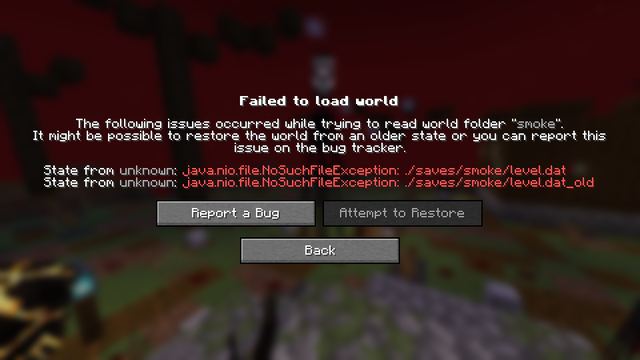 Failed to load world
The following issues occurred while trying to read world folder "smoke".
It might be possible to restore the world from an older state or you can report this
issue on the bug tracker.
State from unknown: java.nio.file.NoSuchFileException: ./saves/smoke/level.dat
State from unknown: java.nio.file.NoSuchFileException: ./saves/smoke/level.dat_old
Report a Bug
Attempt to Restore
Back